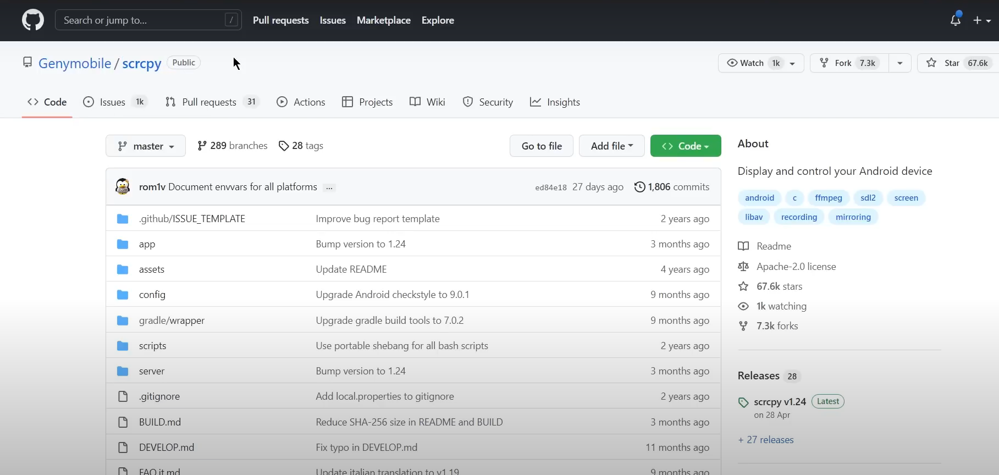 Search or jump to... /
Pull requests Issues Marketplace Explore
Genymobile / scrcpy Public
Watch 1k Fork 7.3k Star 67.6k
Code Issues 1k Pull requests 31 Actions Projects Wiki Security Insights
master 289 branches 28 tags Go to file Add file Code
rom1v Document envvars for all platforms ... ed84e18 27 days ago 1,806 commits
.github/ISSUE_TEMPLATE Improve bug report template 2 years ago
app Bump version to 1.24 3 months ago
assets Update README 4 years ago
config Upgrade Android checkstyle to 9.0.1 9 months ago
gradle/wrapper Upgrade gradle build tools to 7.0.2 9 months ago
scripts Use portable shebang for all bash scripts 2 years ago
server Bump version to 1.24 3 months ago
.gitignore Add local.properties to gitignore 2 years ago
BUILD.md Reduce SHA-256 size in README and BUILD 3 months ago
DEVELOP.md Fix typo in DEVELOP.md 11 months ago
FAQ.it.md Update italian translation to v1.19 9 months ago
About
Display and control your Android device
android c ffmpeg sdl2 screen
libav recording mirroring
Readme
Apache-2.0 license
67.6k stars
1k watching
7.3k forks
Releases 28
scrcpy v1.24 Latest
on 28 Apr
+ 27 releases